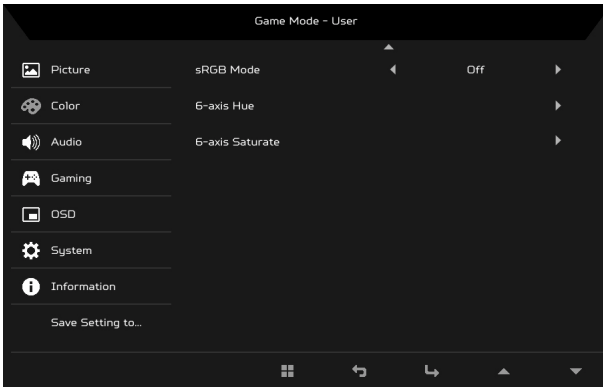 Game Mode - User
Picture
sRGB Mode Off
Color
6-axis Hue
Audio
6-axis Saturate
Gaming
OSD
System
Information
Save Setting to...